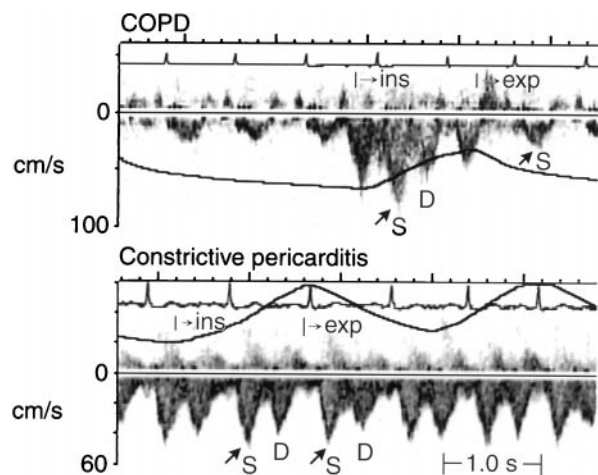 COPD
|→ins |→exp
0
cm/s
S
D
100
S
Constrictive pericarditis
|→ins |→exp
0
cm/s
S D S D
60
1.0 s